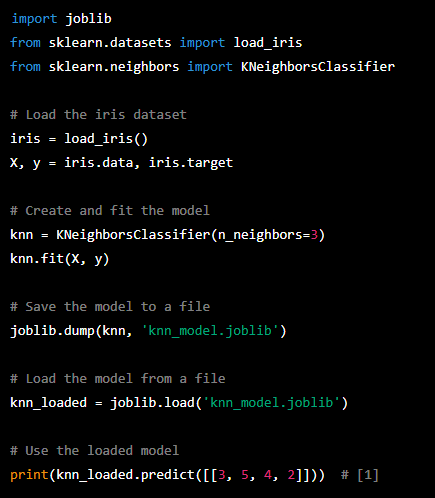 import joblib
from sklearn.datasets import load_iris
from sklearn.neighbors import KNeighborsClassifier
# Load the iris dataset
iris = load_iris()
X, y = iris.data, iris.target
# Create and fit the model
knn = KNeighborsClassifier(n_neighbors=3)
knn.fit(X, y)
# Save the model to a file
joblib.dump(knn, 'knn_model.joblib')
# Load the model from a file
knn_loaded = joblib.load('knn_model.joblib')
# Use the loaded model
print(knn_loaded.predict([[3, 5, 4, 2]]))  # [1]